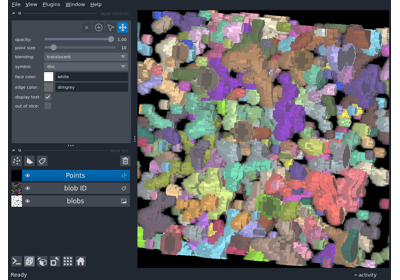 File View Plugins Window Help
opacity: 1.00
point size: 10
blending: translucent
symbol: disc
face color: white
edge color: dimgrey
display text:
out of slice:
Points
blob ID
blobs
Ready
activity